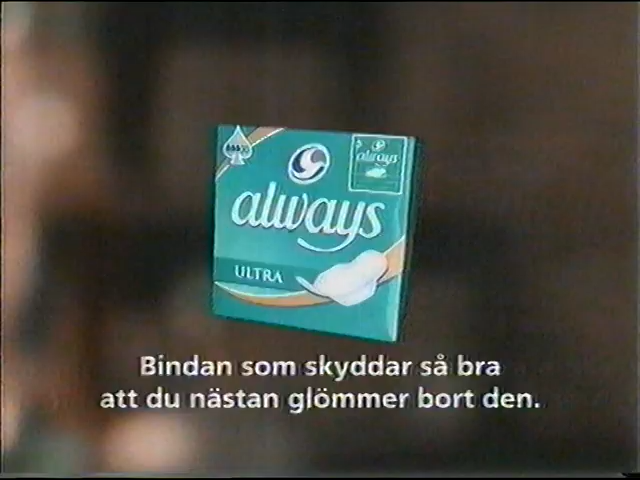 always
always
ULTRA
Bindan som skyddar så bra
att du nästan glömmer bort den.